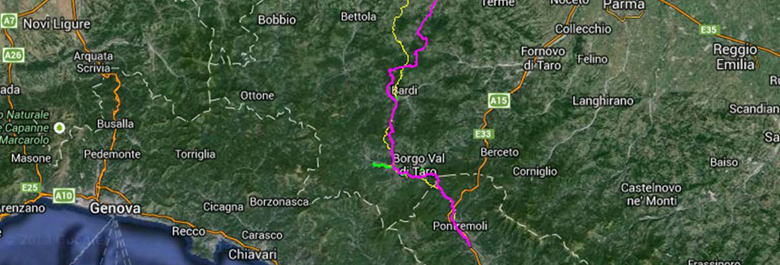 A7
Novi Ligure
Bobbio
Bettola
Terme
Noceto
Parma
Collecchio
E35
A26
Arquata
Scrivia
Fornovo
di Taro
Felino
Reggio
Emilia
ada
Ottone
Bardi
A15
Langhirano
Scandian
o Naturale
e Capanne
Marcarolo
Busalla
E33
Sa
Masone
Pedemonte
Torriglia
Borgo Val
di Taro
Berceto
Corniglio
Baiso
E25
A10
Castelnovo
ne' Monti
renzano
Genova
Cicagna
Borzonasca
Pontremoli
Recco
Carasco
Chiavari
Frassinoro